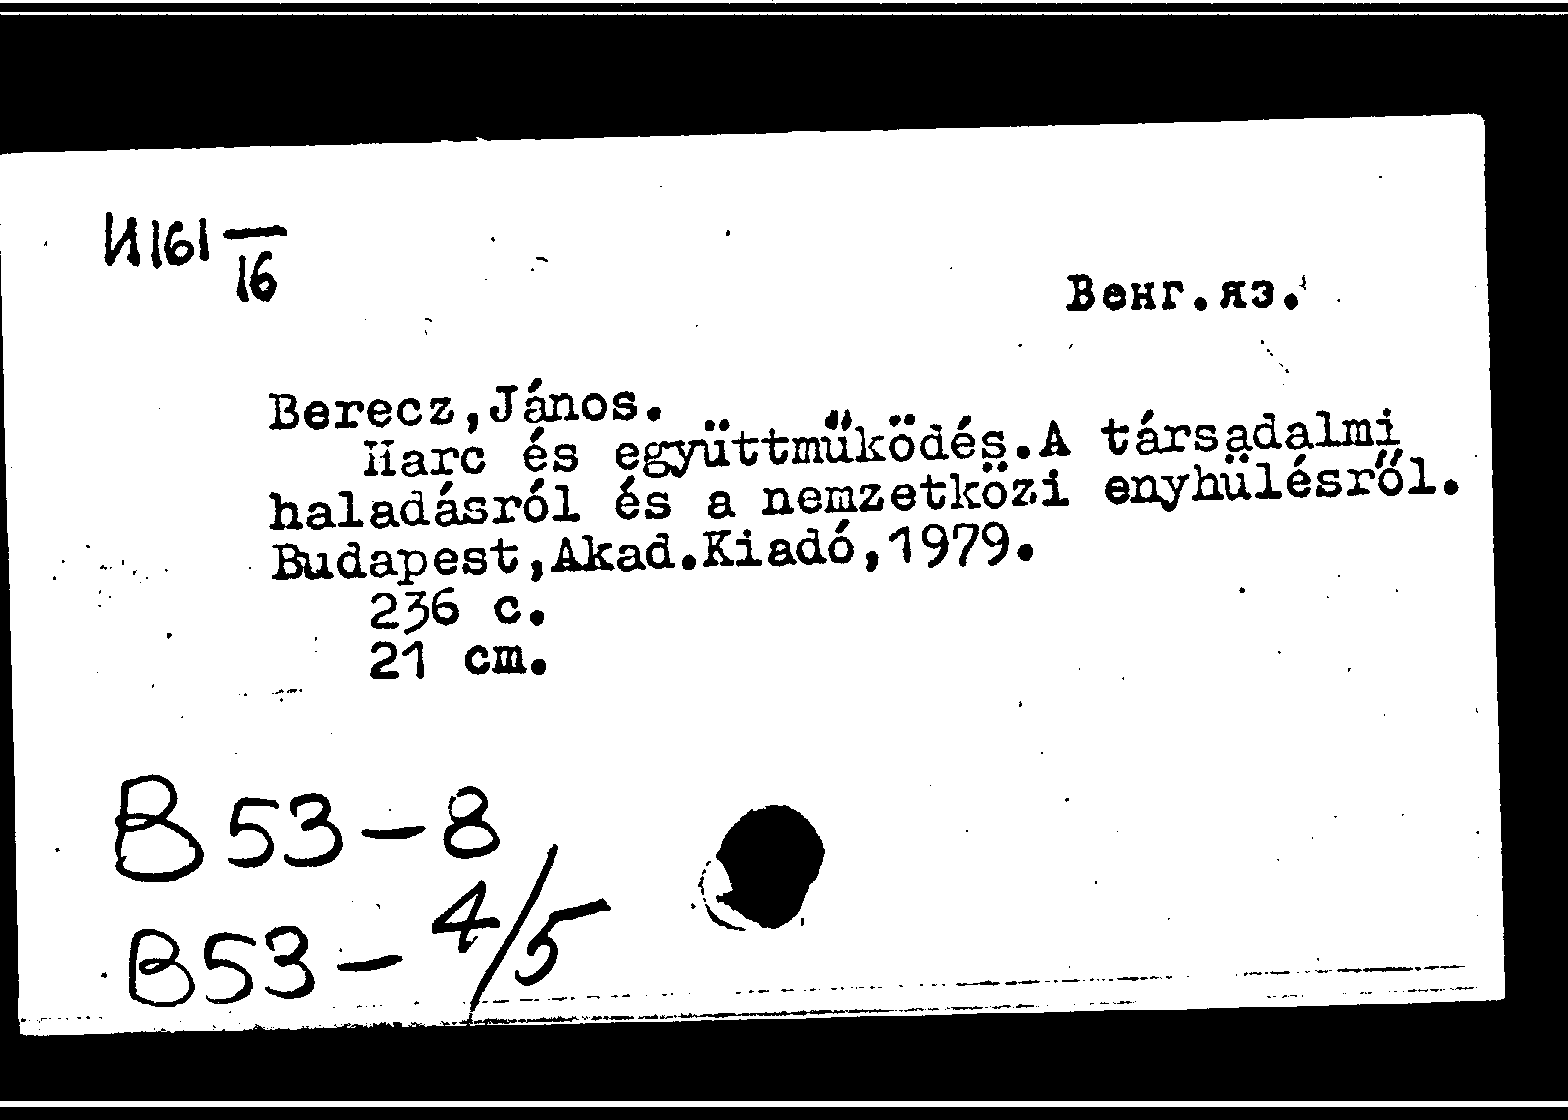 И161 —
16
Венг.яз.
Berecz,János.
Harc és együttműködés.A társadalmi
haladásról és a nemzetközi enyhülésről.
Budapest,Akad.Kiadó,1979.
236 c.
21 cm.
B53-8
B53-4/5